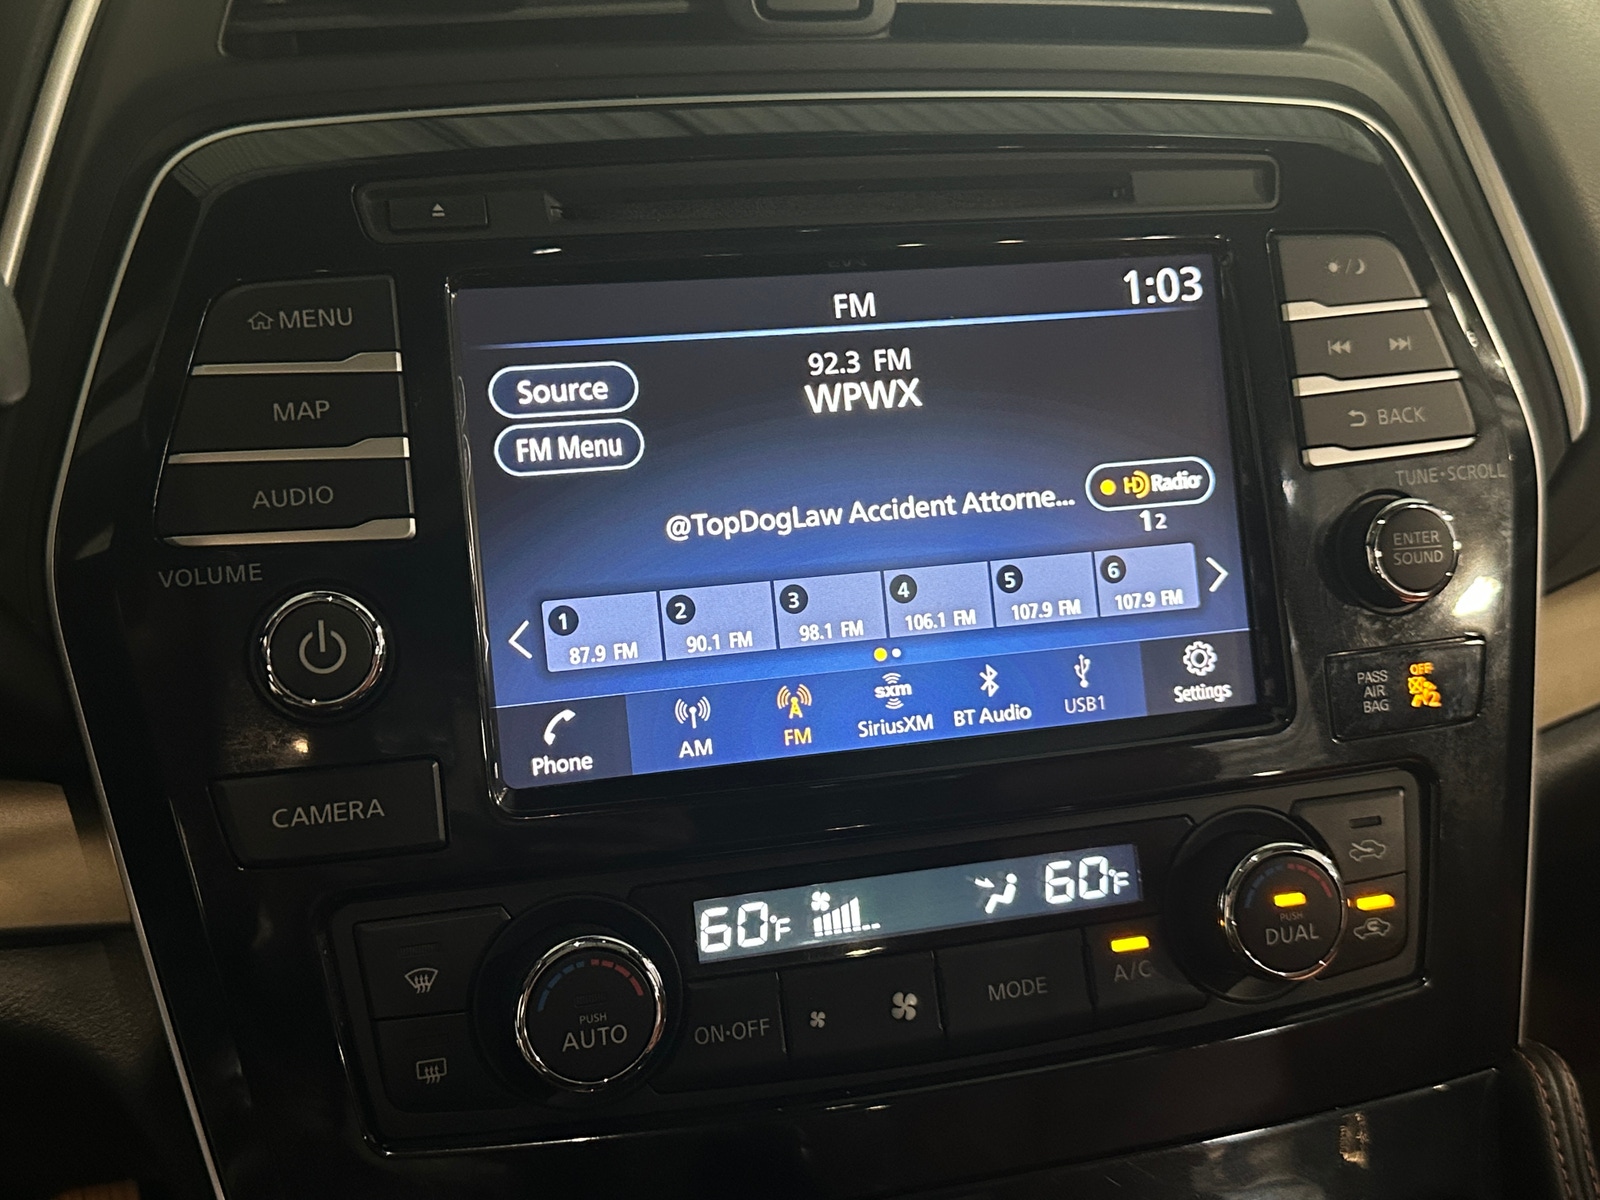 MENU
MAP
AUDIO
VOLUME
CAMERA
FM
1:03
Source
FM Menu
92.3 FM
WPWX
@TopDogLaw Accident Attorne...
HD Radio
1 2
1
87.9 FM
2
90.1 FM
3
98.1 FM
4
106.1 FM
5
107.9 FM
6
107.9 FM
Phone
AM
FM
sxm
SiriusXM
BT Audio
USB1
Settings
BACK
TUNE·SCROLL
ENTER
SOUND
PASS
AIR
BAG
OFF
2
60°F
60°F
PUSH
AUTO
ON·OFF
MODE
A/C
PUSH
DUAL